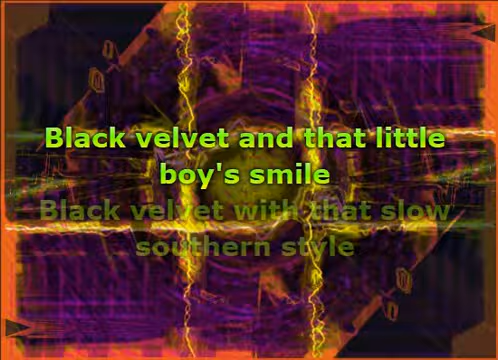 Black velvet and that little
boy's smile
Black velvet with that slow
southern style